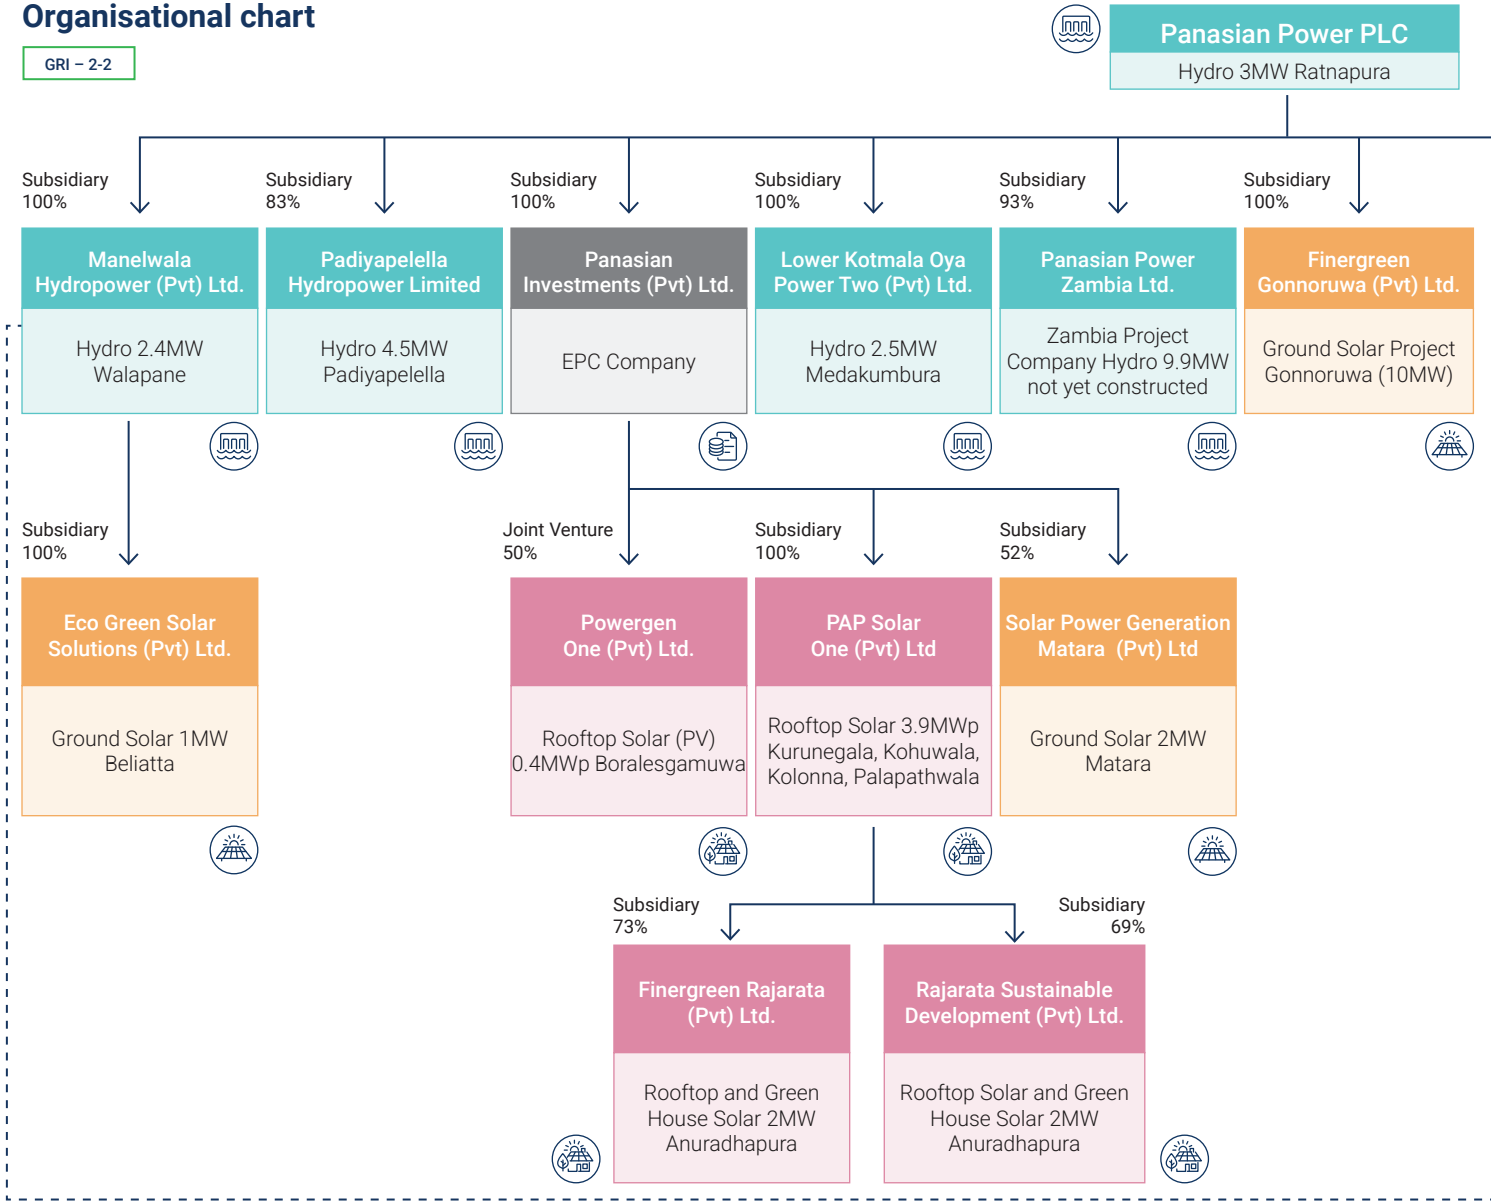 Organisational chart
GRI – 2-2
Panasian Power PLC
Hydro 3MW Ratnapura
Subsidiary
100%
Manelwala
Hydropower (Pvt) Ltd.
Hydro 2.4MW
Walapane
Subsidiary
83%
Padiyapelella
Hydropower Limited
Hydro 4.5MW
Padiyapelella
Subsidiary
100%
Panasian
Investments (Pvt) Ltd.
EPC Company
Subsidiary
100%
Lower Kotmala Oya
Power Two (Pvt) Ltd.
Hydro 2.5MW
Medakumbura
Subsidiary
93%
Panasian Power
Zambia Ltd.
Zambia Project
Company Hydro 9.9MW
not yet constructed
Subsidiary
100%
Finergreen
Gonnoruwa (Pvt) Ltd.
Ground Solar Project
Gonnoruwa (10MW)
Subsidiary
100%
Eco Green Solar
Solutions (Pvt) Ltd.
Ground Solar 1MW
Beliatta
Joint Venture
50%
Powergen
One (Pvt) Ltd.
Rooftop Solar (PV)
0.4MWp Boralesgamuwa
Subsidiary
100%
PAP Solar
One (Pvt) Ltd
Rooftop Solar 3.9MWp
Kurunegala, Kohuwala,
Kolonna, Palapathwala
Subsidiary
52%
Solar Power Generation
Matara (Pvt) Ltd
Ground Solar 2MW
Matara
Subsidiary
73%
Finergreen Rajarata
(Pvt) Ltd.
Rooftop and Green
House Solar 2MW
Anuradhapura
Subsidiary
69%
Rajarata Sustainable
Development (Pvt) Ltd.
Rooftop Solar and Green
House Solar 2MW
Anuradhapura